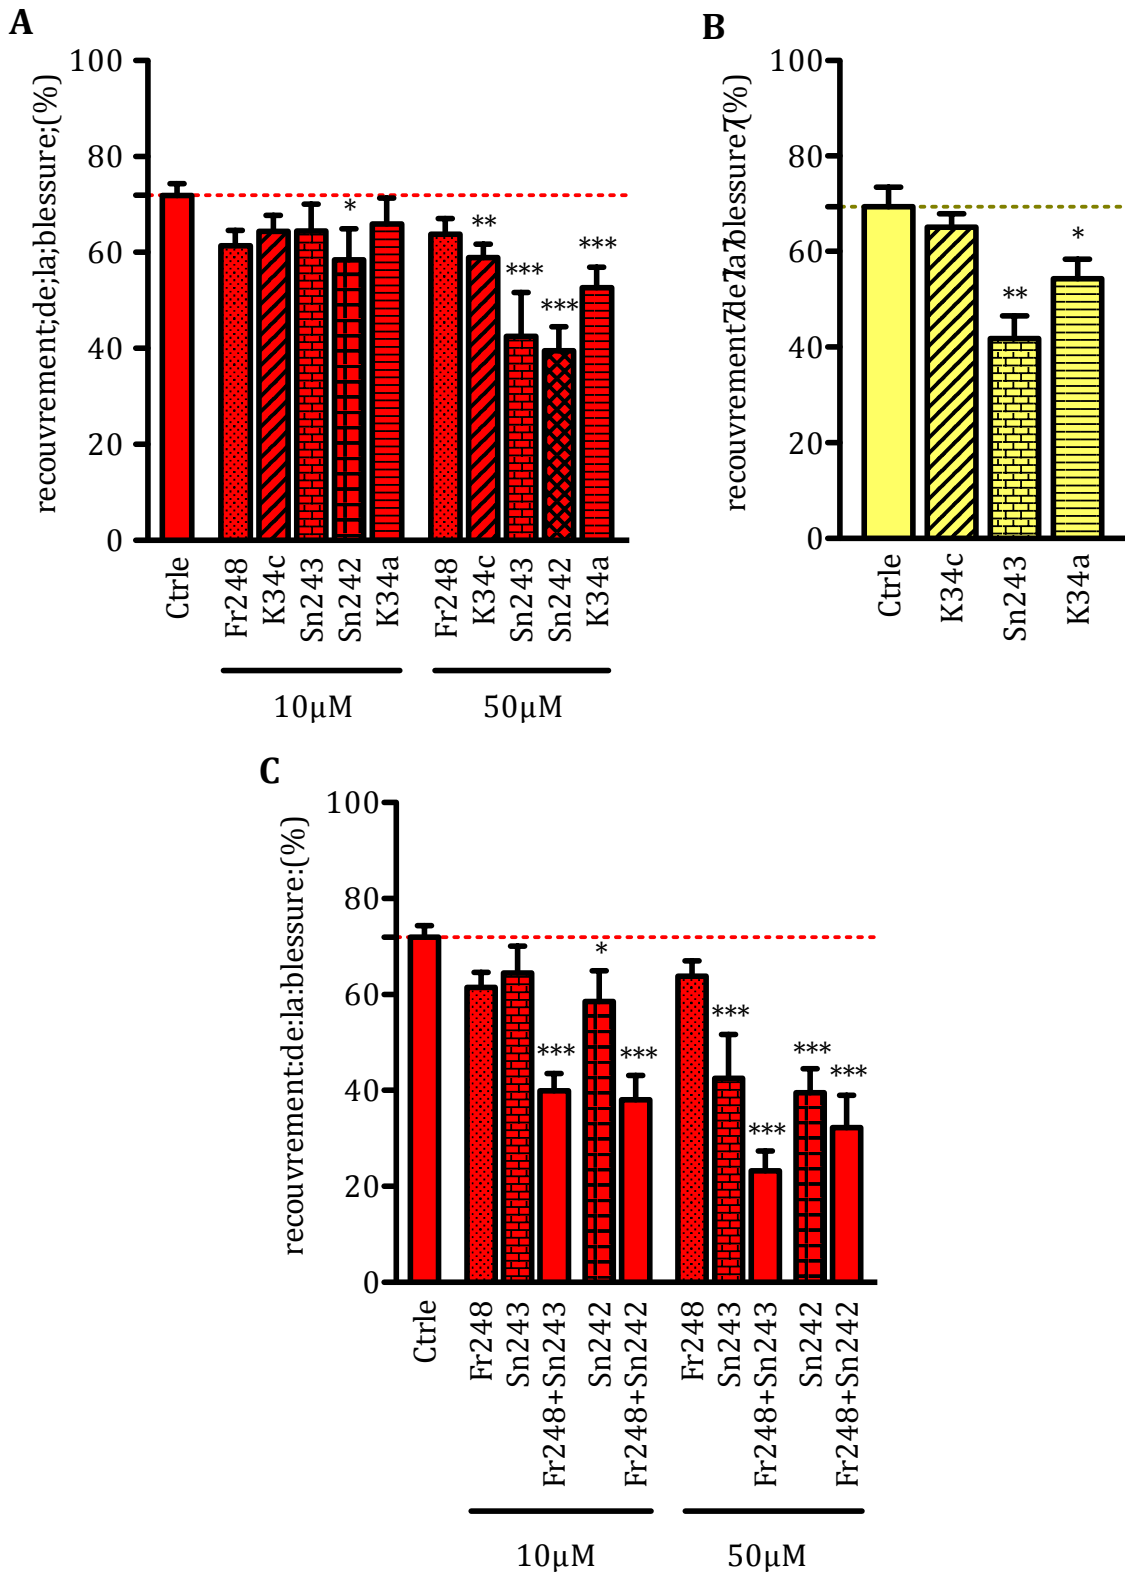 A
recouvrement;de;la;blessure;(%)
100
80
60
40
20
0
*
**
***
***
***
Ctrle
Fr248
K34c
Sn243
Sn242
K34a
Fr248
K34c
Sn243
Sn242
K34a
10µM
50µM
B
recouvrement7de7la7blessure7(%)
100
80
60
40
20
0
**
*
Ctrle
K34c
Sn243
K34a
C
recouvrement:de:la:blessure:(%)
100
80
60
40
20
0
***
*
***
***
***
***
***
Ctrle
Fr248
Sn243
Fr248+Sn243
Sn242
Fr248+Sn242
Fr248
Sn243
Fr248+Sn243
Sn242
Fr248+Sn242
10µM
50µM